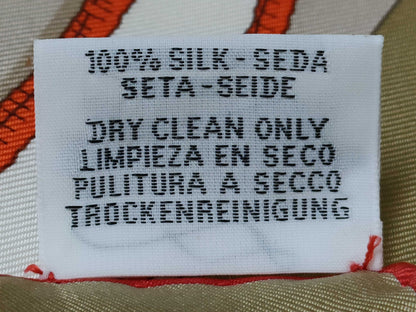 100% SILK - SEDA
SETA - SEIDE
DRY CLEAN ONLY
LIMPIEZA EN SECO
PULITURA A SECCO
TROCKENREINIGUNG